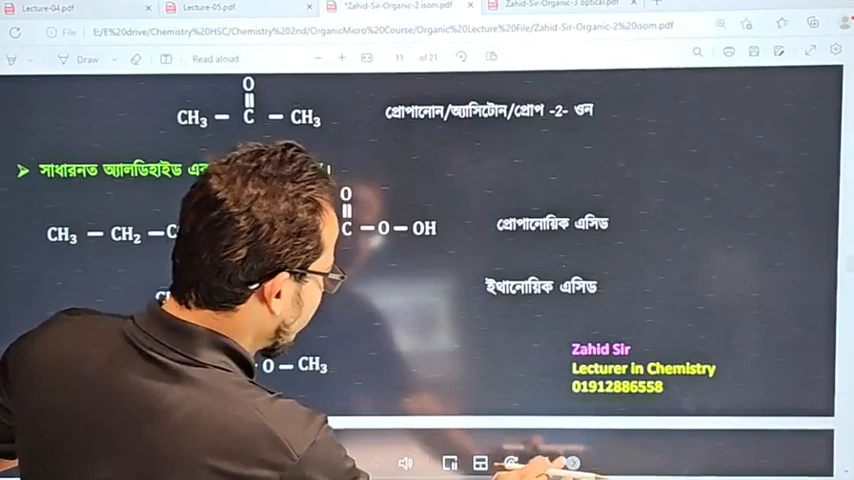 Lecture-04.pdf
Lecture-05.pdf
*Zahid-Sir-Organic-2 isom.pdf
Zahid-Sir-Organic-3 optical.pdf
File
E:/E%20drive/Chemistry%20HSC/Chemistry%202nd/OrganicMicro%20Course/Organic%20Lecture%20File/Zahid-Sir-Organic-2%20isom.pdf
Draw
Read aloud
11 of 21
O
CH3 — C — CH3 প্রোপানোন/অ্যাসিটোন/প্রোপ -2- ওন
➤ সাধারনত অ্যালডিহাইড
O
CH3 — CH2 — C
C — O — OH প্রোপানোয়িক এসিড
ইথানোয়িক এসিড
Zahid Sir
O — CH3
Lecturer in Chemistry
01912886558